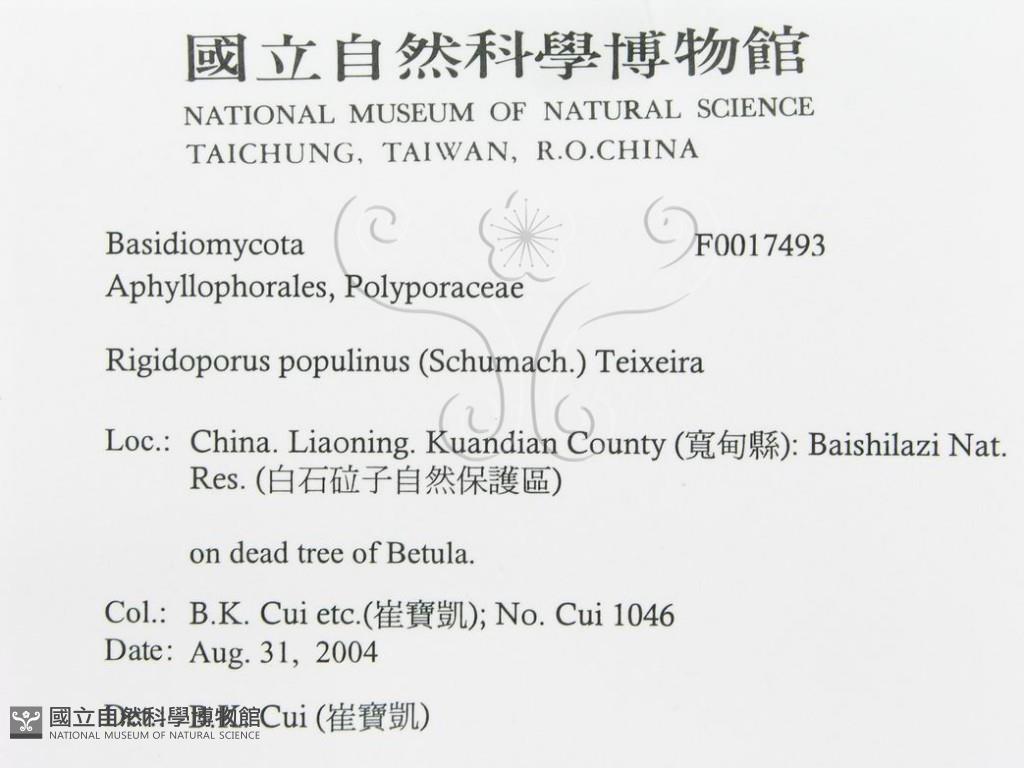 國立自然科學博物館
NATIONAL MUSEUM OF NATURAL SCIENCE
TAICHUNG, TAIWAN, R.O.CHINA
Basidiomycota F0017493
Aphyllophorales, Polyporaceae
Rigidoporus populinus (Schumach.) Teixeira
Loc.: China. Liaoning. Kuandian County (寬甸縣): Baishilazi Nat.
Res. (白石砬子自然保護區)
on dead tree of Betula.
Col.: B.K. Cui etc.(崔寶凱); No. Cui 1046
Date: Aug. 31, 2004
Det.: B.K. Cui (崔寶凱)
國立自然科學博物館
NATIONAL MUSEUM OF NATURAL SCIENCE